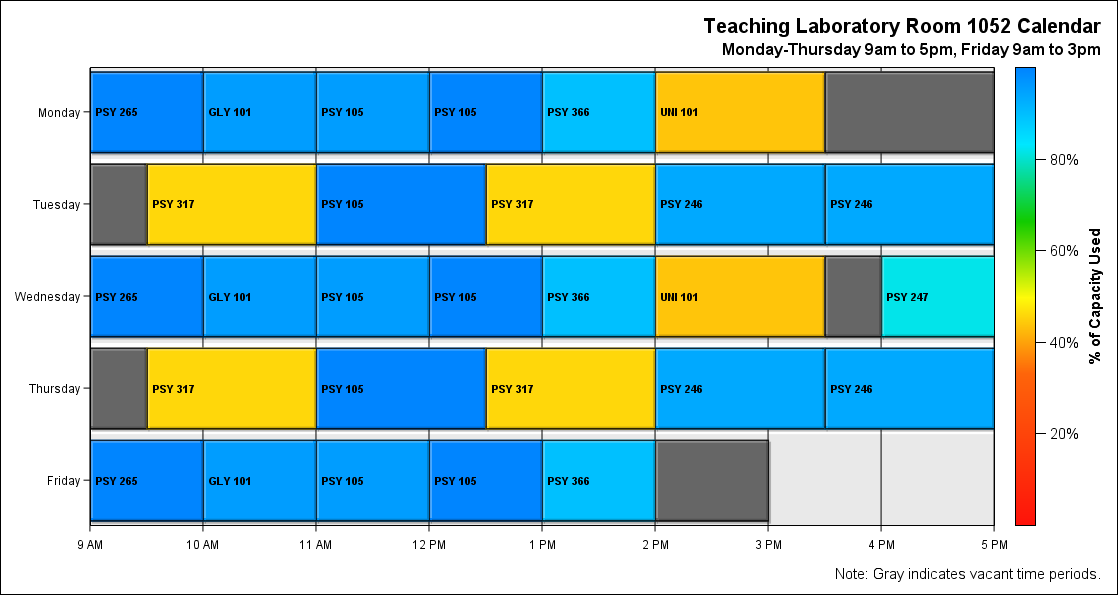 Teaching Laboratory Room 1052 Calendar
Monday-Thursday 9am to 5pm, Friday 9am to 3pm
Monday
PSY 265
GLY 101
PSY 105
PSY 105
PSY 366
UNI 101
Tuesday
PSY 317
PSY 105
PSY 317
PSY 246
PSY 246
Wednesday
PSY 265
GLY 101
PSY 105
PSY 105
PSY 366
UNI 101
PSY 247
Thursday
PSY 317
PSY 105
PSY 317
PSY 246
PSY 246
Friday
PSY 265
GLY 101
PSY 105
PSY 105
PSY 366
9 AM
10 AM
11 AM
12 PM
1 PM
2 PM
3 PM
4 PM
5 PM
80%
60%
40%
20%
% of Capacity Used
Note: Gray indicates vacant time periods.